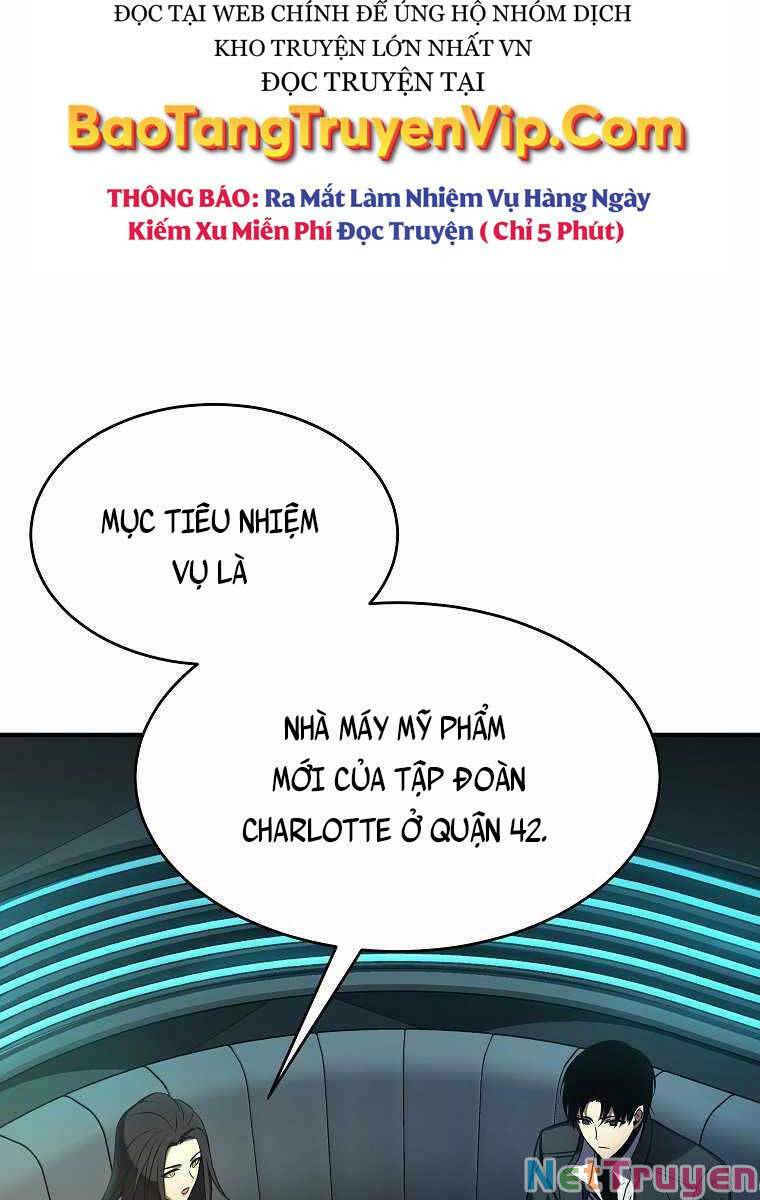 ĐỌC TẠI WEB CHÍNH ĐỂ ỦNG HỘ NHÓM DỊCH
KHO TRUYỆN LỚN NHẤT VN
ĐỌC TRUYỆN TẠI
BaoTangTruyenVip.Com
THÔNG BÁO: Ra Mắt Làm Nhiệm Vụ Hàng Ngày
Kiếm Xu Miễn Phí Đọc Truyện ( Chỉ 5 Phút)
MỤC TIÊU NHIỆM
VỤ LÀ
NHÀ MÁY MỸ PHẨM
MỚI CỦA TẬP ĐOÀN
CHARLOTTE Ở QUẬN 42.
NetTruyen